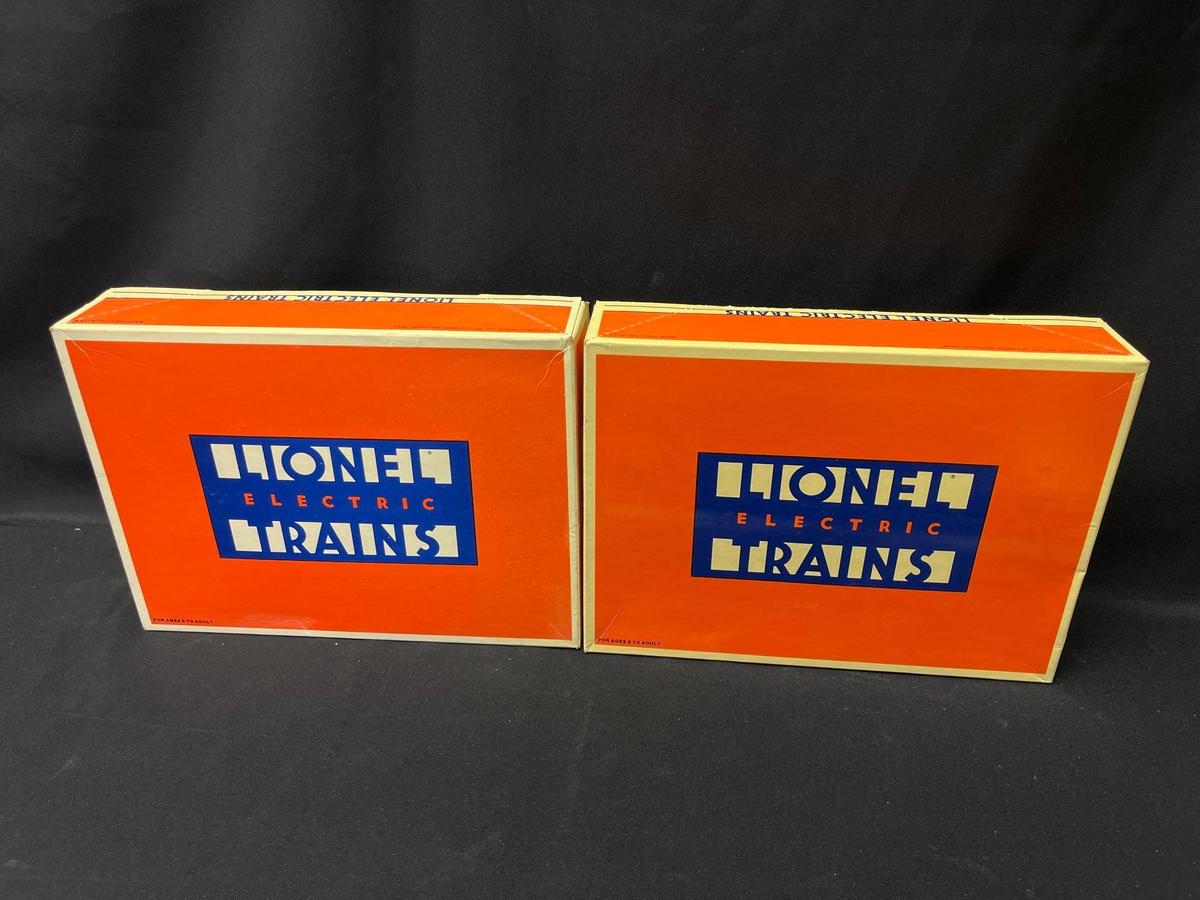 LIONEL ELECTRIC TRAINS
LIONEL
ELECTRIC
TRAINS
FOR AGES 8 TO ADULT
LIONEL ELECTRIC TRAINS
LIONEL
ELECTRIC
TRAINS
FOR AGES 8 TO ADULT